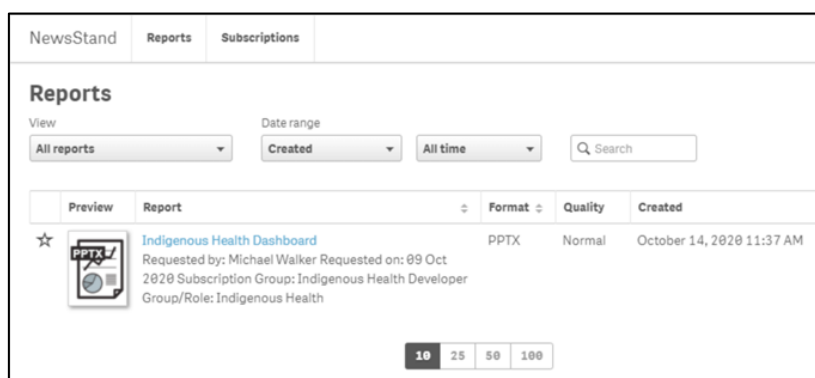 NewsStand Reports Subscriptions
Reports
View Date range
All reports Created All time Search
Preview Report Format Quality Created
PPTX Indigenous Health Dashboard PPTX Normal October 14, 2020 11:37 AM
Requested by: Michael Walker Requested on: 09 Oct
2020 Subscription Group: Indigenous Health Developer
Group/Role: Indigenous Health
10 25 50 100